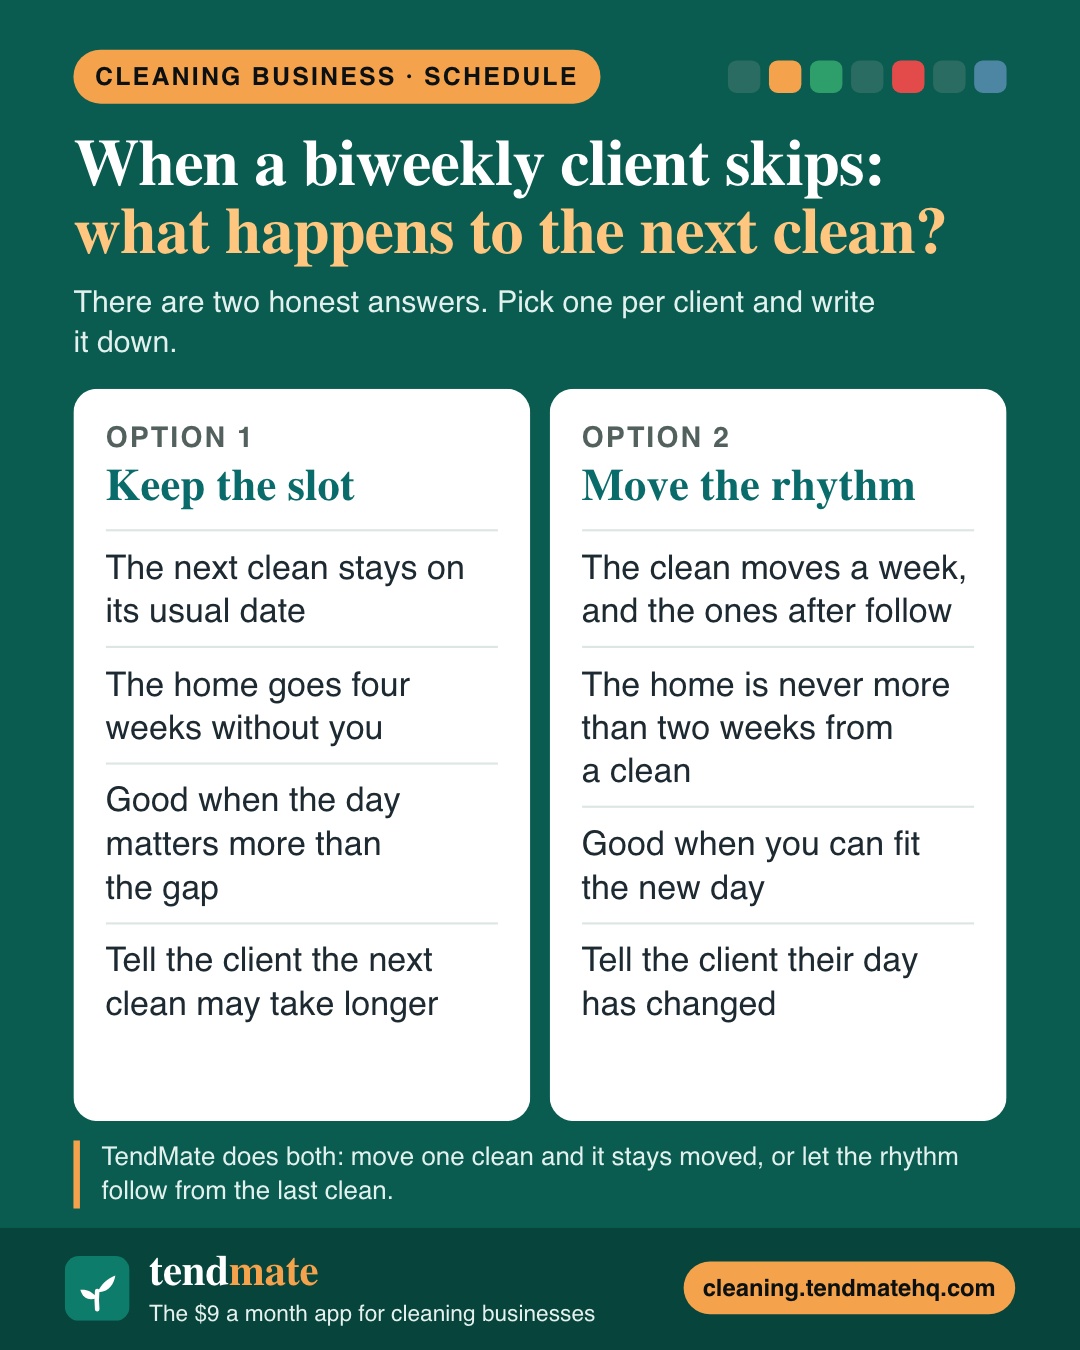 CLEANING BUSINESS · SCHEDULE
When a biweekly client skips:
what happens to the next clean?
There are two honest answers. Pick one per client and write
it down.
OPTION 1
Keep the slot
The next clean stays on
its usual date
The home goes four
weeks without you
Good when the day
matters more than
the gap
Tell the client the next
clean may take longer
OPTION 2
Move the rhythm
The clean moves a week,
and the ones after follow
The home is never more
than two weeks from
a clean
Good when you can fit
the new day
Tell the client their day
has changed
TendMate does both: move one clean and it stays moved, or let the rhythm
follow from the last clean.
tendmate
The $9 a month app for cleaning businesses
cleaning.tendmatehq.com